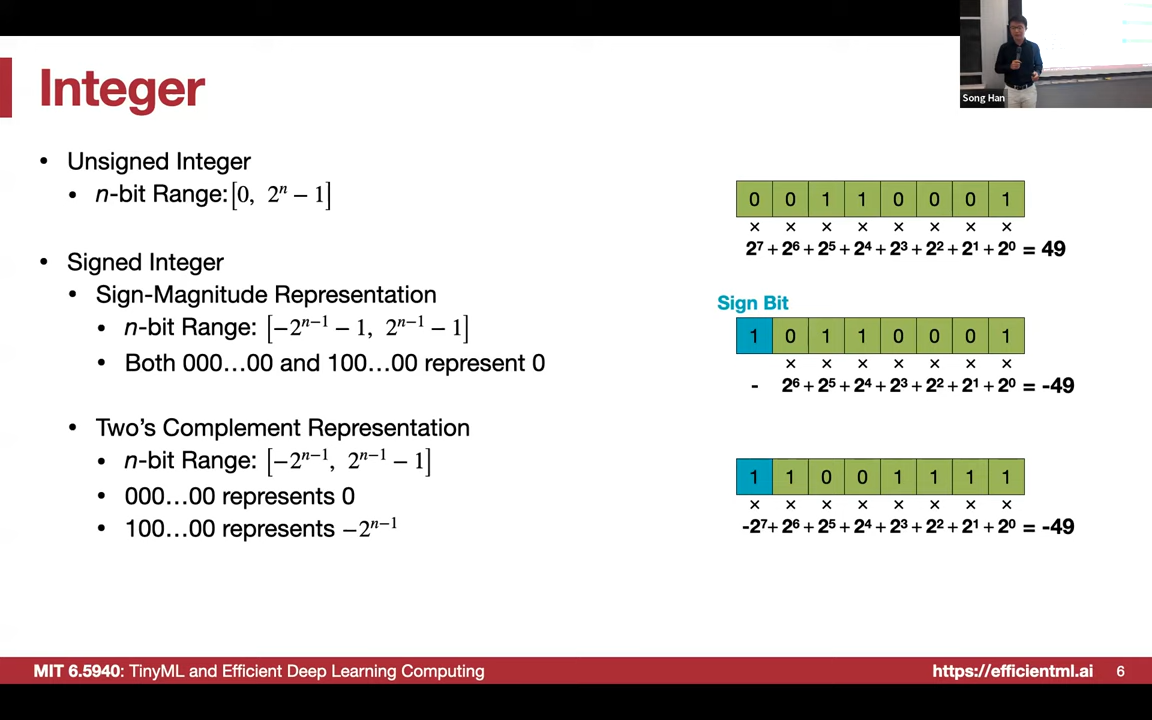 Integer
Song Han
• Unsigned Integer
• n-bit Range: [0, 2ⁿ − 1]
• Signed Integer
• Sign-Magnitude Representation
• n-bit Range: [−2ⁿ⁻¹ − 1, 2ⁿ⁻¹ − 1]
• Both 000…00 and 100…00 represent 0
• Two’s Complement Representation
• n-bit Range: [−2ⁿ⁻¹, 2ⁿ⁻¹ − 1]
• 000…00 represents 0
• 100…00 represents −2ⁿ⁻¹
0 0 1 1 0 0 0 1
× × × × × × × ×
2⁷ + 2⁶ + 2⁵ + 2⁴ + 2³ + 2² + 2¹ + 2⁰ = 49
Sign Bit
1 0 1 1 0 0 0 1
× × × × × × ×
- 2⁶ + 2⁵ + 2⁴ + 2³ + 2² + 2¹ + 2⁰ = -49
1 1 0 0 1 1 1 1
× × × × × × × ×
-2⁷ + 2⁶ + 2⁵ + 2⁴ + 2³ + 2² + 2¹ + 2⁰ = -49
MIT 6.5940: TinyML and Efficient Deep Learning Computing
https://efficientml.ai 6